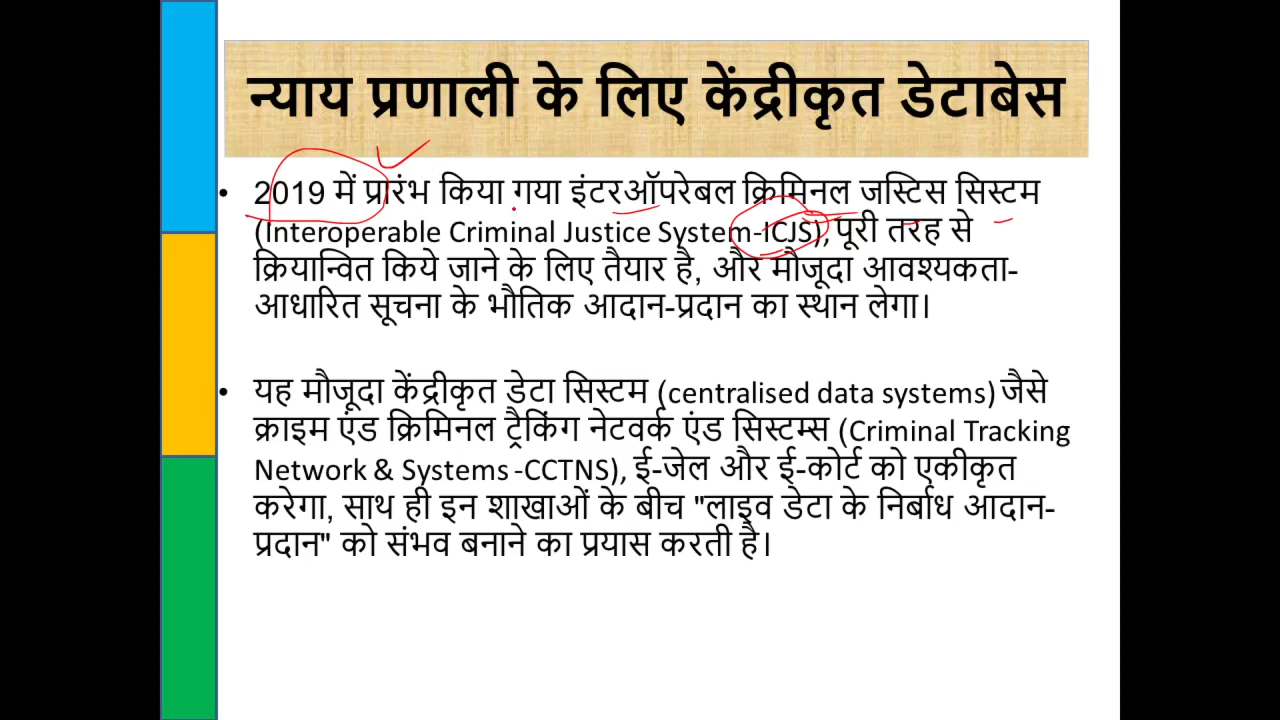 न्याय प्रणाली के लिए केंद्रीकृत डेटाबेस
• 2019 में प्रारंभ किया गया इंटरऑपरेबल क्रिमिनल जस्टिस सिस्टम
(Interoperable Criminal Justice System-ICJS), पूरी तरह से
क्रियान्वित किये जाने के लिए तैयार है, और मौजूदा आवश्यकता-
आधारित सूचना के भौतिक आदान-प्रदान का स्थान लेगा।
• यह मौजूदा केंद्रीकृत डेटा सिस्टम (centralised data systems) जैसे
क्राइम एंड क्रिमिनल ट्रैकिंग नेटवर्क एंड सिस्टम्स (Criminal Tracking
Network & Systems -CCTNS), ई-जेल और ई-कोर्ट को एकीकृत
करेगा, साथ ही इन शाखाओं के बीच "लाइव डेटा के निर्बाध आदान-
प्रदान" को संभव बनाने का प्रयास करती है।